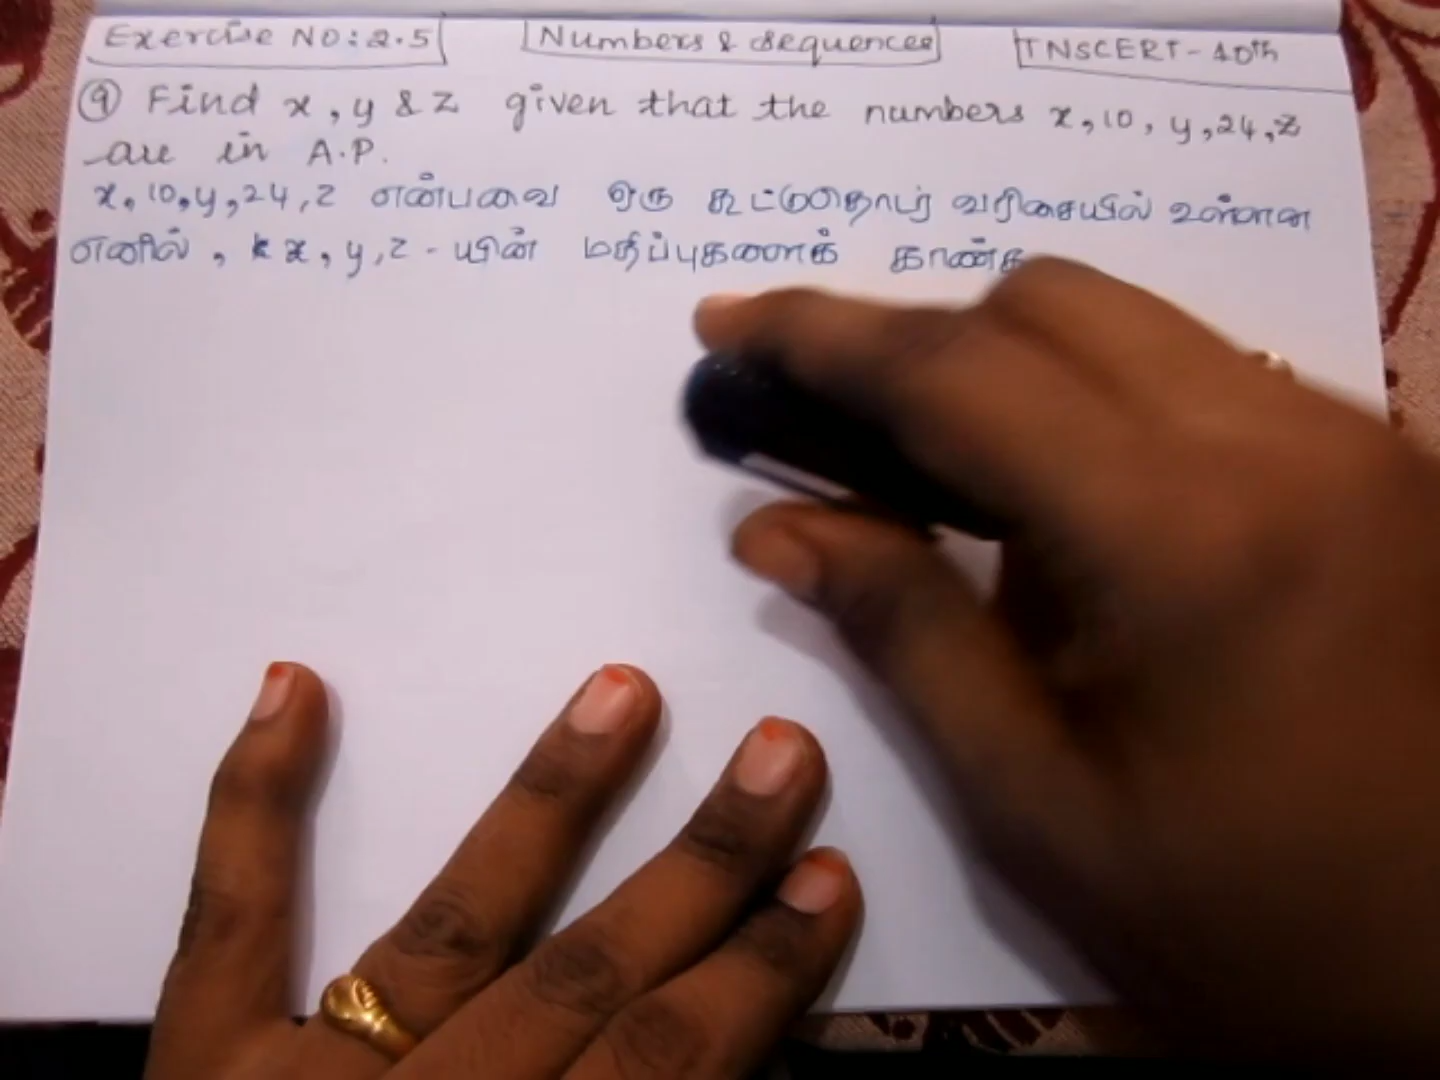 Exercise NO: 2.5 Numbers & Sequences TNSCERT - 10th
9 Find x, y & z given that the numbers x, 10, y, 24, z
are in A.P.
x, 10, y, 24, z என்பவை ஒரு கூட்டுதொடர் வரிசையில் உள்ளன
எனில், x, y, z - யின் மதிப்புகளைக் காண்க